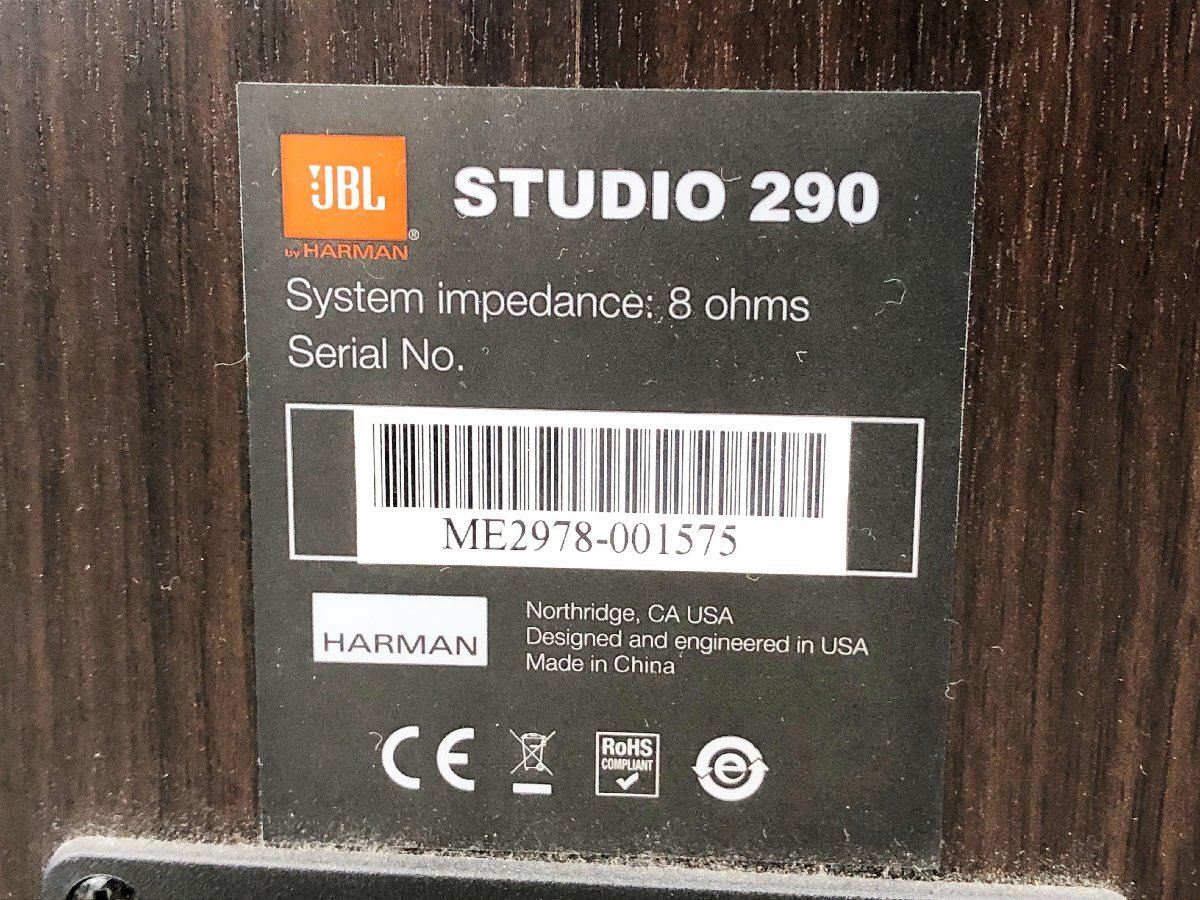 JBL
STUDIO 290
by HARMAN
System impedance: 8 ohms
Serial No.
ME2978-001575
HARMAN
Northridge, CA USA
Designed and engineered in USA
Made in China
CE
RoHS
COMPLIANT
e